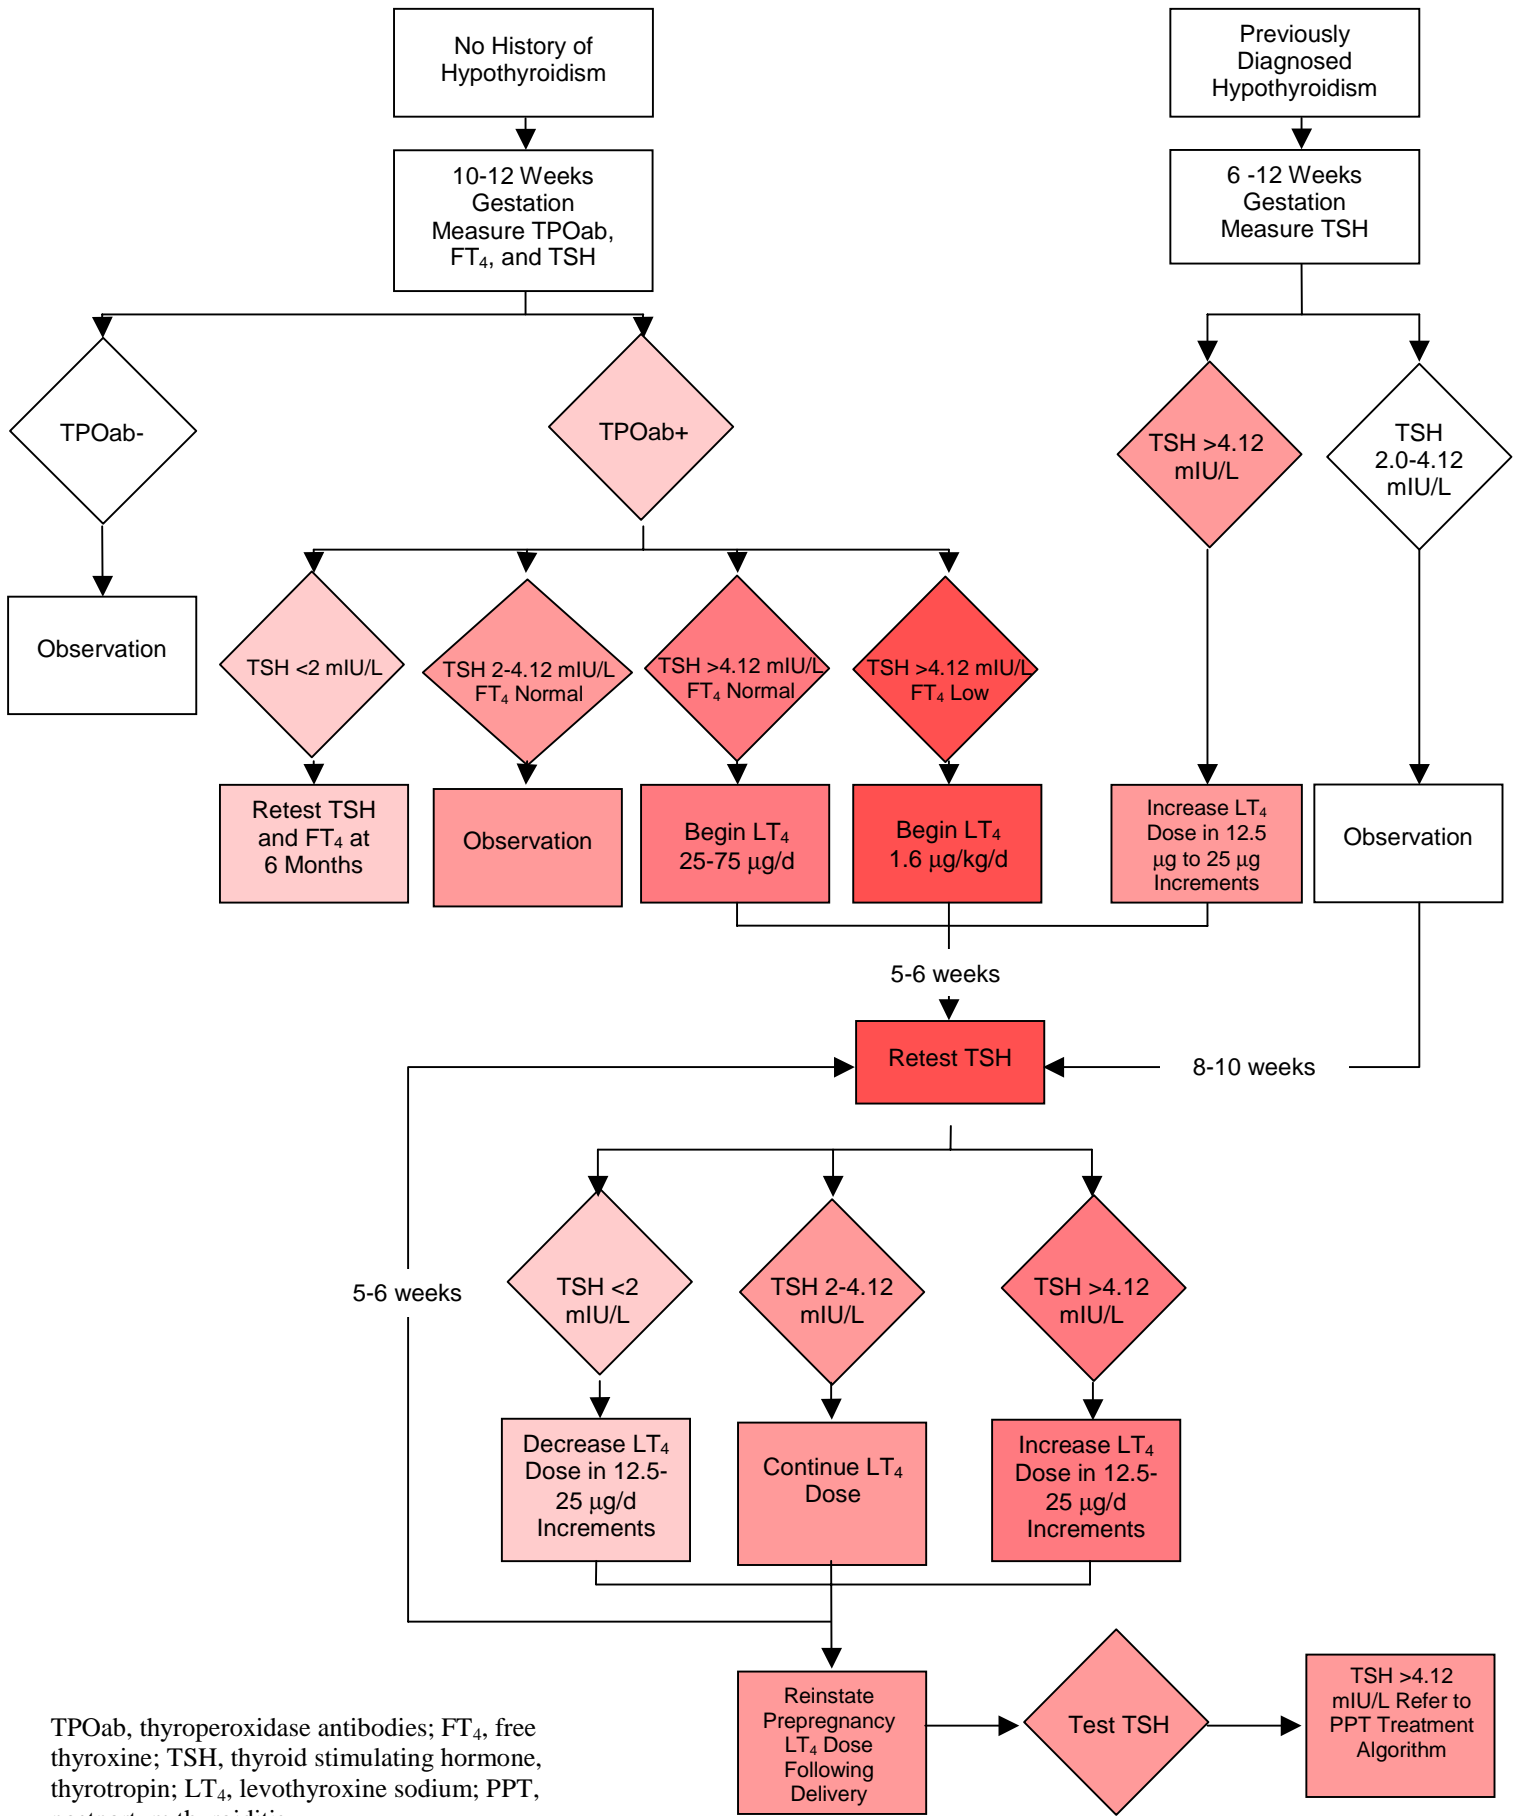 No History of
Hypothyroidism
Previously
Diagnosed
Hypothyroidism
10-12 Weeks
Gestation
Measure TPOab,
FT₄, and TSH
6 -12 Weeks
Gestation
Measure TSH
TPOab-
TPOab+
TSH >4.12
mIU/L
TSH
2.0-4.12
mIU/L
Observation
TSH <2 mIU/L
TSH 2-4.12 mIU/L
FT₄ Normal
TSH >4.12 mIU/L
FT₄ Normal
TSH >4.12 mIU/L
FT₄ Low
Retest TSH
and FT₄ at
6 Months
Observation
Begin LT₄
25-75 µg/d
Begin LT₄
1.6 µg/kg/d
Increase LT₄
Dose in 12.5
µg to 25 µg
Increments
Observation
5-6 weeks
Retest TSH
8-10 weeks
5-6 weeks
TSH <2
mIU/L
TSH 2-4.12
mIU/L
TSH >4.12
mIU/L
Decrease LT₄
Dose in 12.5-
25 µg/d
Increments
Continue LT₄
Dose
Increase LT₄
Dose in 12.5-
25 µg/d
Increments
Reinstate
Prepregnancy
LT₄ Dose
Following
Delivery
Test TSH
TSH >4.12
mIU/L Refer to
PPT Treatment
Algorithm
TPOab, thyroperoxidase antibodies; FT₄, free
thyroxine; TSH, thyroid stimulating hormone,
thyrotropin; LT₄, levothyroxine sodium; PPT,